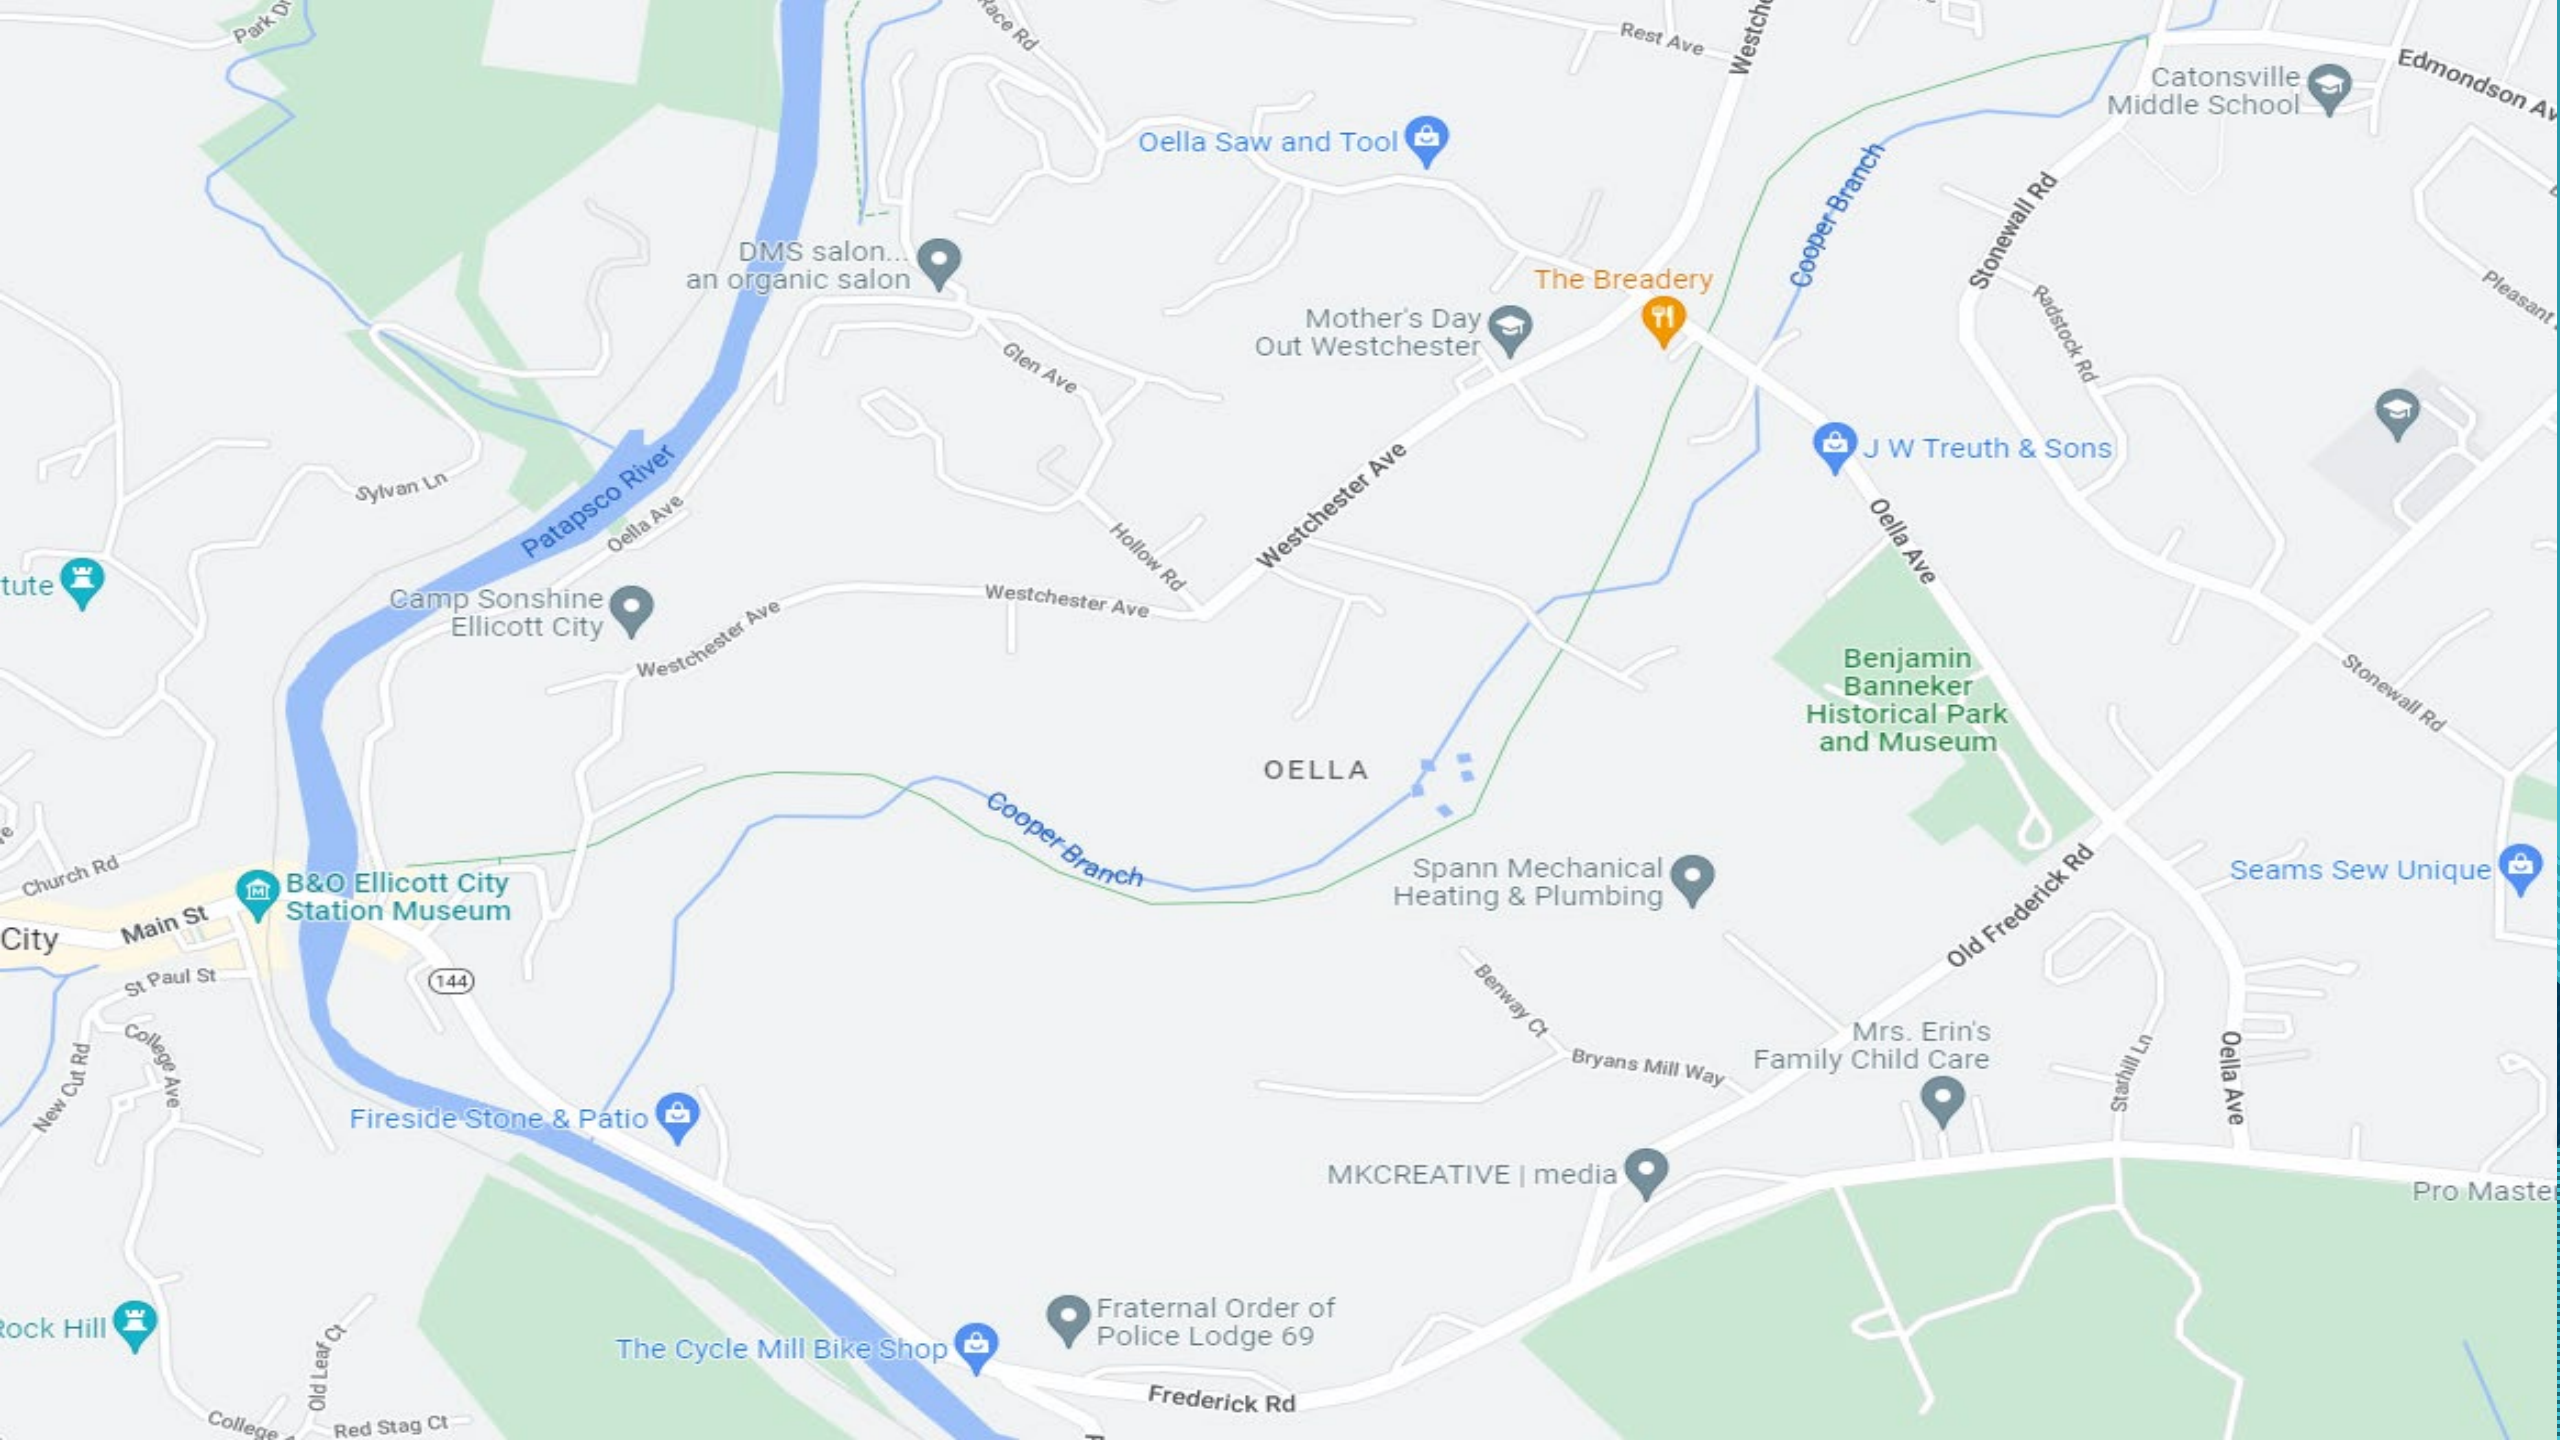 Park Dr
Race Rd
Rest Ave
Westche
Edmondson Av
Catonsville
Middle School
Oella Saw and Tool
Cooper Branch
Stonewall Rd
DMS salon...
an organic salon
The Breadery
Mother's Day
Out Westchester
Radstock Rd
Pleasant
Glen Ave
J W Treuth & Sons
Sylvan Ln
Patapsco River
Oella Ave
Westchester Ave
Hollow Rd
Oella Ave
tute
Camp Sonshine
Ellicott City
Westchester Ave
Westchester Ave
Benjamin
Banneker
Historical Park
and Museum
Stonewall Rd
OELLA
Cooper Branch
Church Rd
B&O Ellicott City
Station Museum
Spann Mechanical
Heating & Plumbing
Seams Sew Unique
Old Frederick Rd
City
Main St
St Paul St
144
Benway Ct
Bryans Mill Way
Mrs. Erin's
Family Child Care
College Ave
New Cut Rd
Starhill Ln
Oella Ave
Fireside Stone & Patio
MKCREATIVE | media
Pro Master
Fraternal Order of
Police Lodge 69
Rock Hill
The Cycle Mill Bike Shop
Old Leaf Ct
Frederick Rd
College
Red Stag Ct